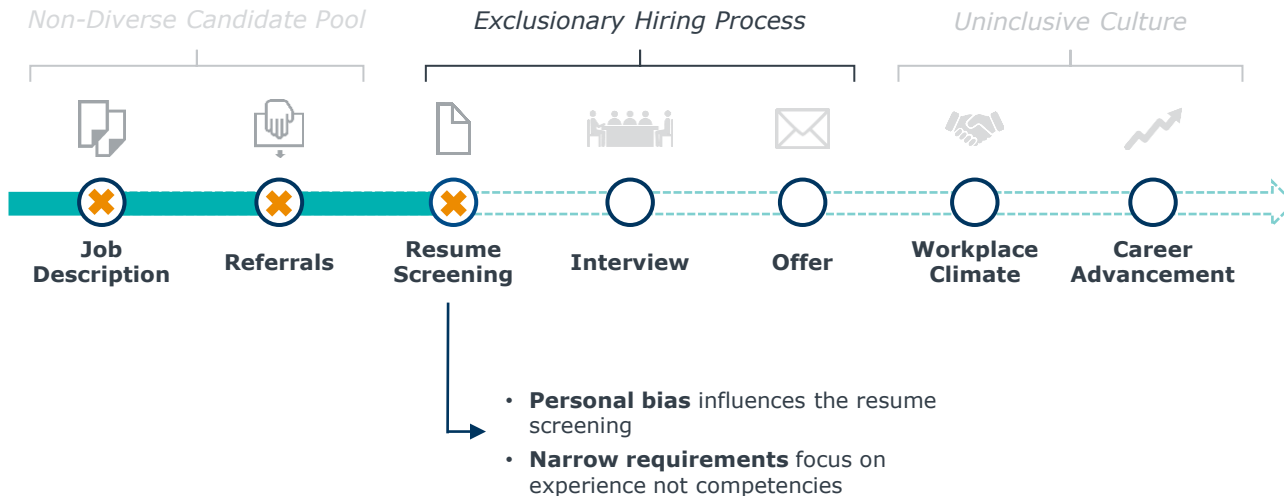 Non-Diverse Candidate Pool
Exclusionary Hiring Process
Uninclusive Culture
Job
Description
Referrals
Resume
Screening
Interview
Offer
Workplace
Climate
Career
Advancement
• Personal bias influences the resume
screening
• Narrow requirements focus on
experience not competencies